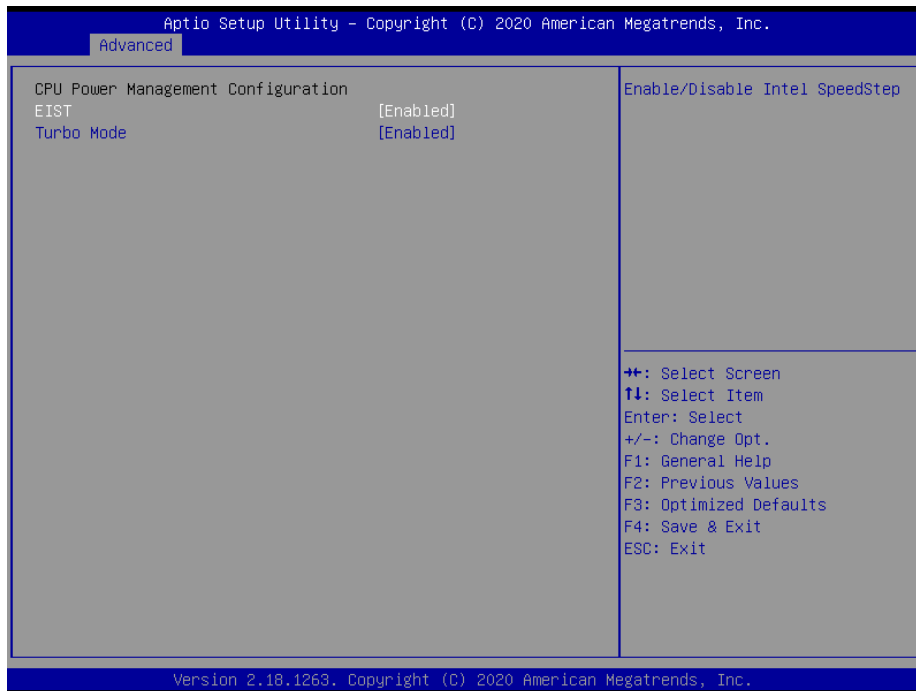 Aptio Setup Utility – Copyright (C) 2020 American Megatrends, Inc.
Advanced
CPU Power Management Configuration
EIST [Enabled]
Turbo Mode [Enabled]
Enable/Disable Intel SpeedStep
→←: Select Screen
↑↓: Select Item
Enter: Select
+/-: Change Opt.
F1: General Help
F2: Previous Values
F3: Optimized Defaults
F4: Save & Exit
ESC: Exit
Version 2.18.1263. Copyright (C) 2020 American Megatrends, Inc.